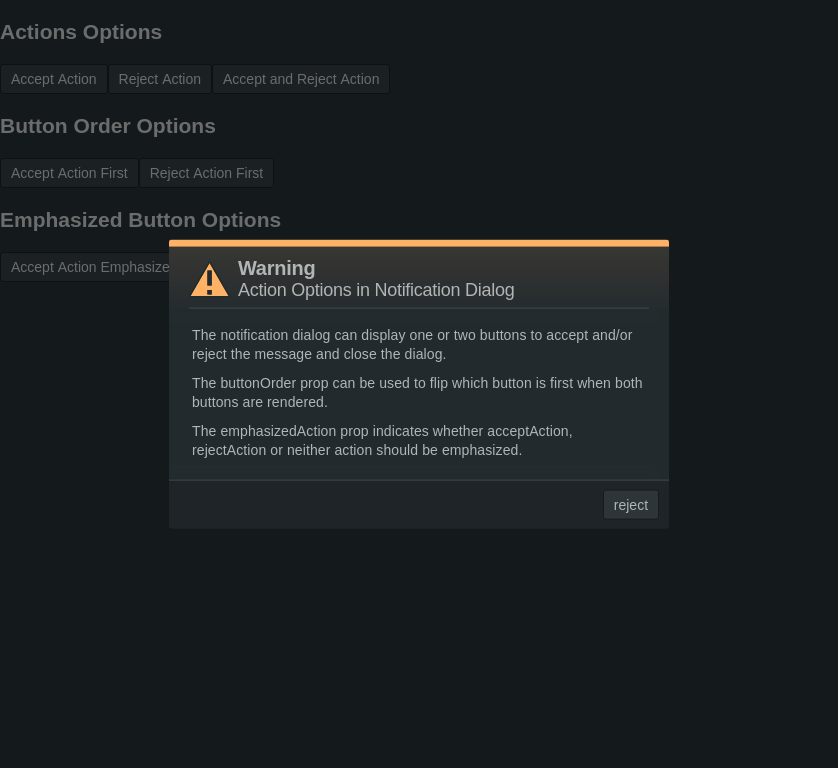 Actions Options
Accept Action Reject Action Accept and Reject Action
Button Order Options
Accept Action First Reject Action First
Emphasized Button Options
Accept Action Emphasize
Warning
Action Options in Notification Dialog
The notification dialog can display one or two buttons to accept and/or
reject the message and close the dialog.
The buttonOrder prop can be used to flip which button is first when both
buttons are rendered.
The emphasizedAction prop indicates whether acceptAction,
rejectAction or neither action should be emphasized.
reject